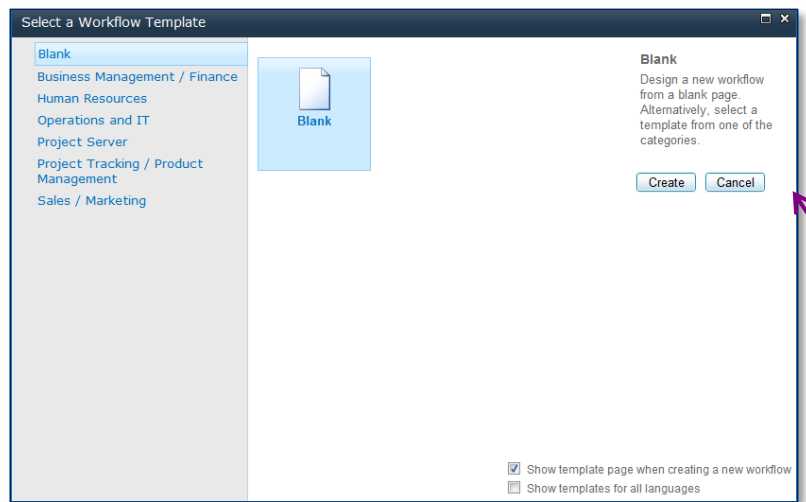 Select a Workflow Template
Blank
Business Management / Finance
Human Resources
Operations and IT
Project Server
Project Tracking / Product
Management
Sales / Marketing
Blank
Blank
Design a new workflow
from a blank page.
Alternatively, select a
template from one of the
categories.
Create
Cancel
Show template page when creating a new workflow
Show templates for all languages